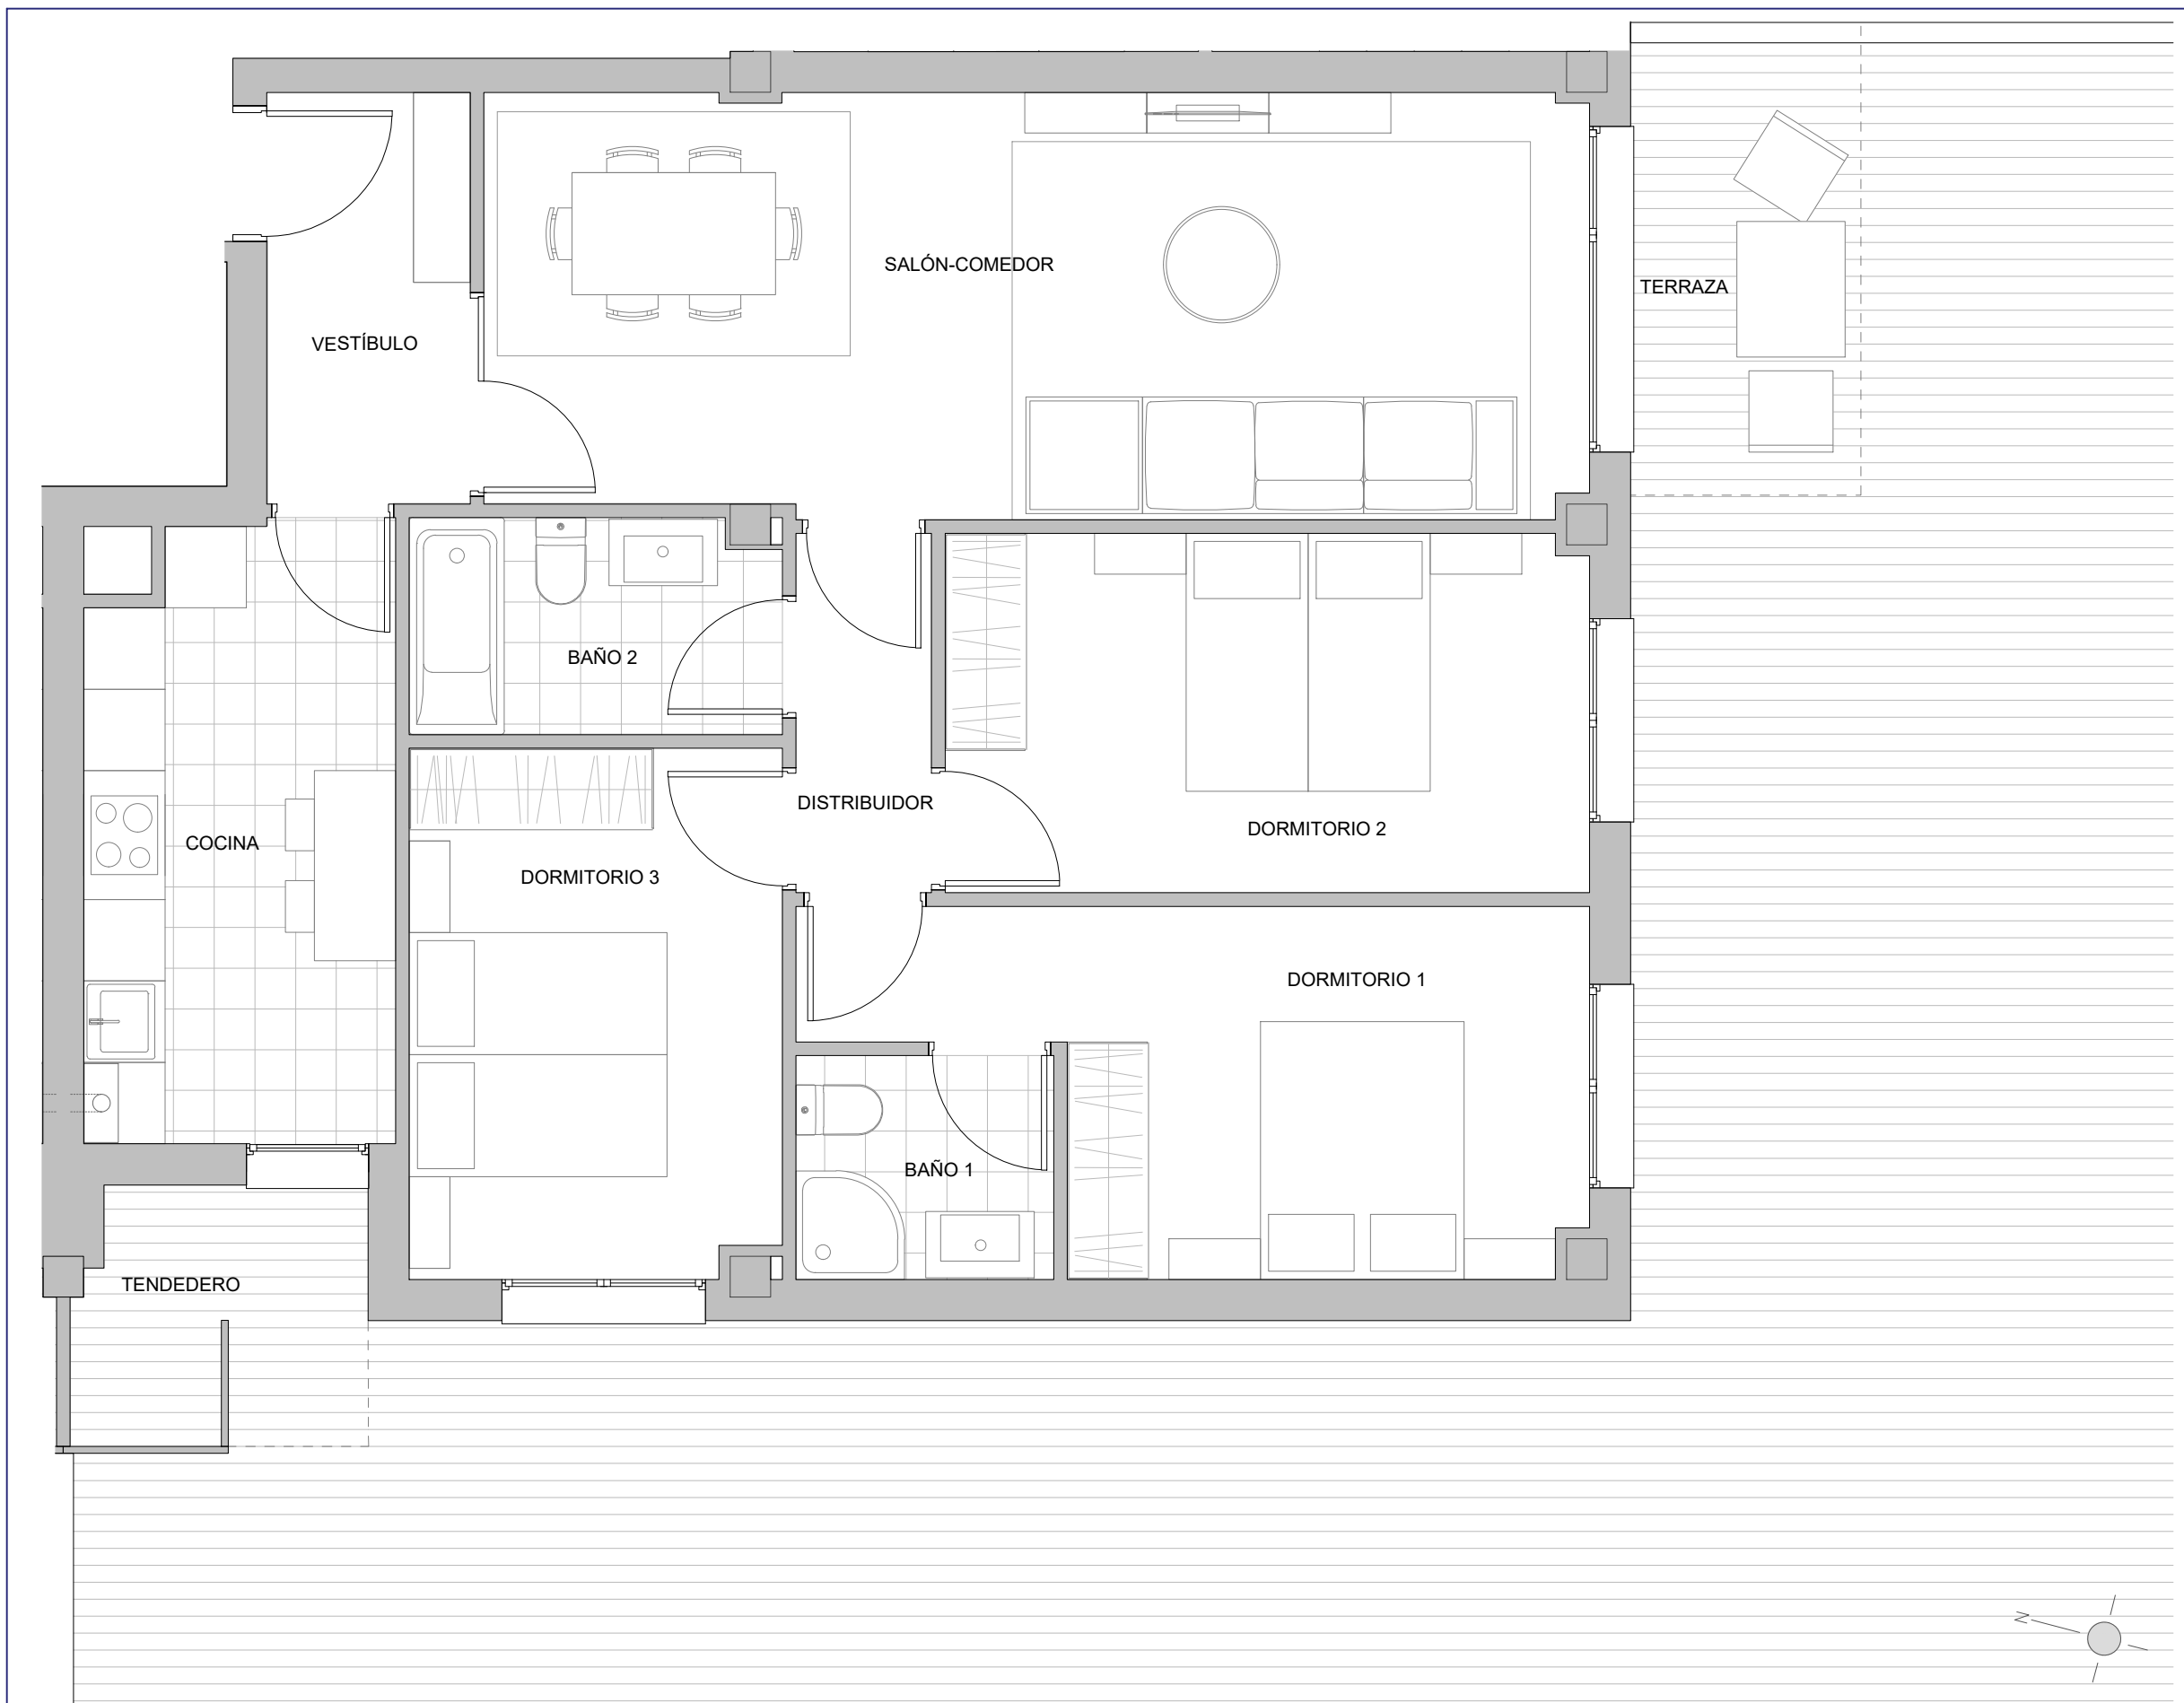 SALÓN-COMEDOR
TERRAZA
VESTÍBULO
BAÑO 2
DISTRIBUIDOR
DORMITORIO 2
COCINA
DORMITORIO 3
DORMITORIO 1
BAÑO 1
TENDEDERO
N